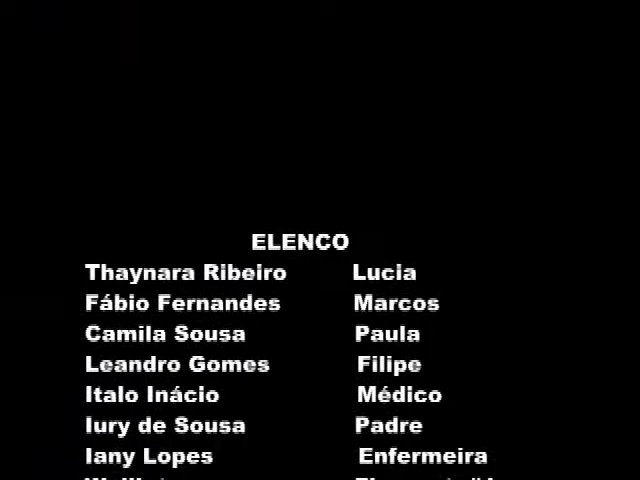 ELENCO
Thaynara Ribeiro Lucia
Fábio Fernandes Marcos
Camila Sousa Paula
Leandro Gomes Filipe
Italo Inácio Médico
Iury de Sousa Padre
Iany Lopes Enfermeira